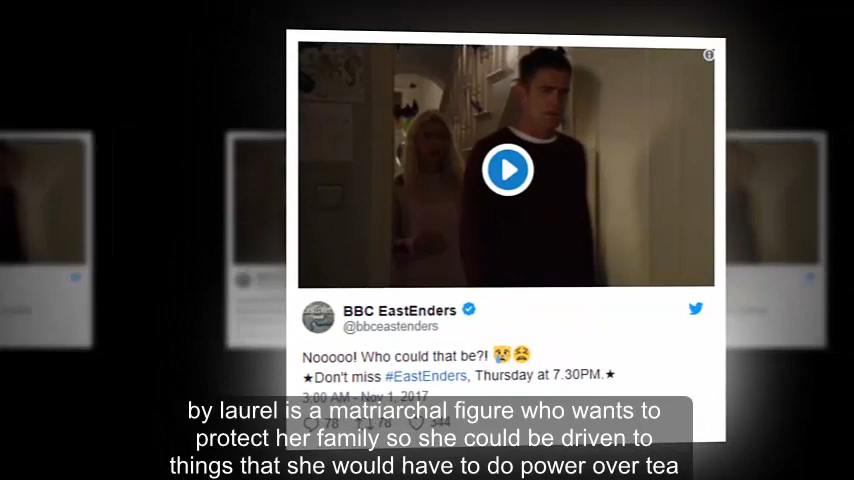 BBC EastEnders
@bbceastenders
Nooooo! Who could that be?! 😿😫
★Don't miss #EastEnders, Thursday at 7.30PM.★
3:00 AM - Nov 1, 2017
78 178 344
by laurel is a matriarchal figure who wants to
protect her family so she could be driven to
things that she would have to do power over tea